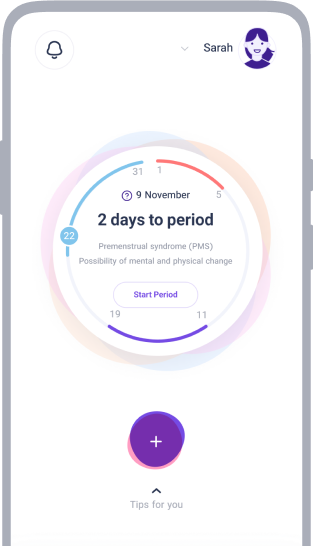 Sarah
31 1
9 November
5
2 days to period
22
Premenstrual syndrome (PMS)
Possibility of mental and physical change
Start Period
19 11
+
Tips for you